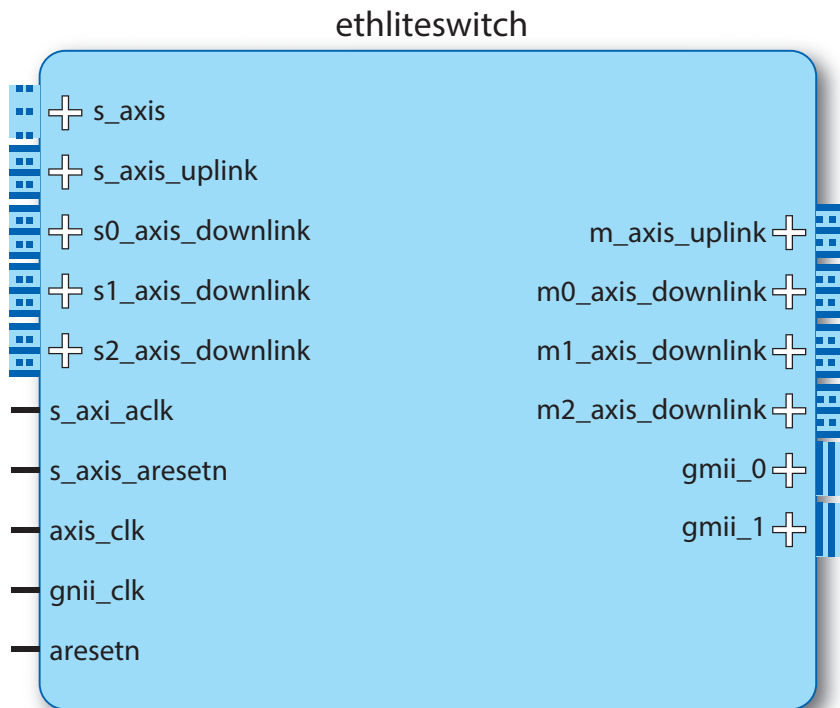 ethliteswitch
s_axis
s_axis_uplink
s0_axis_downlink
s1_axis_downlink
s2_axis_downlink
s_axi_aclk
s_axis_aresetn
axis_clk
gnii_clk
aresetn
m_axis_uplink
m0_axis_downlink
m1_axis_downlink
m2_axis_downlink
gmii_0
gmii_1